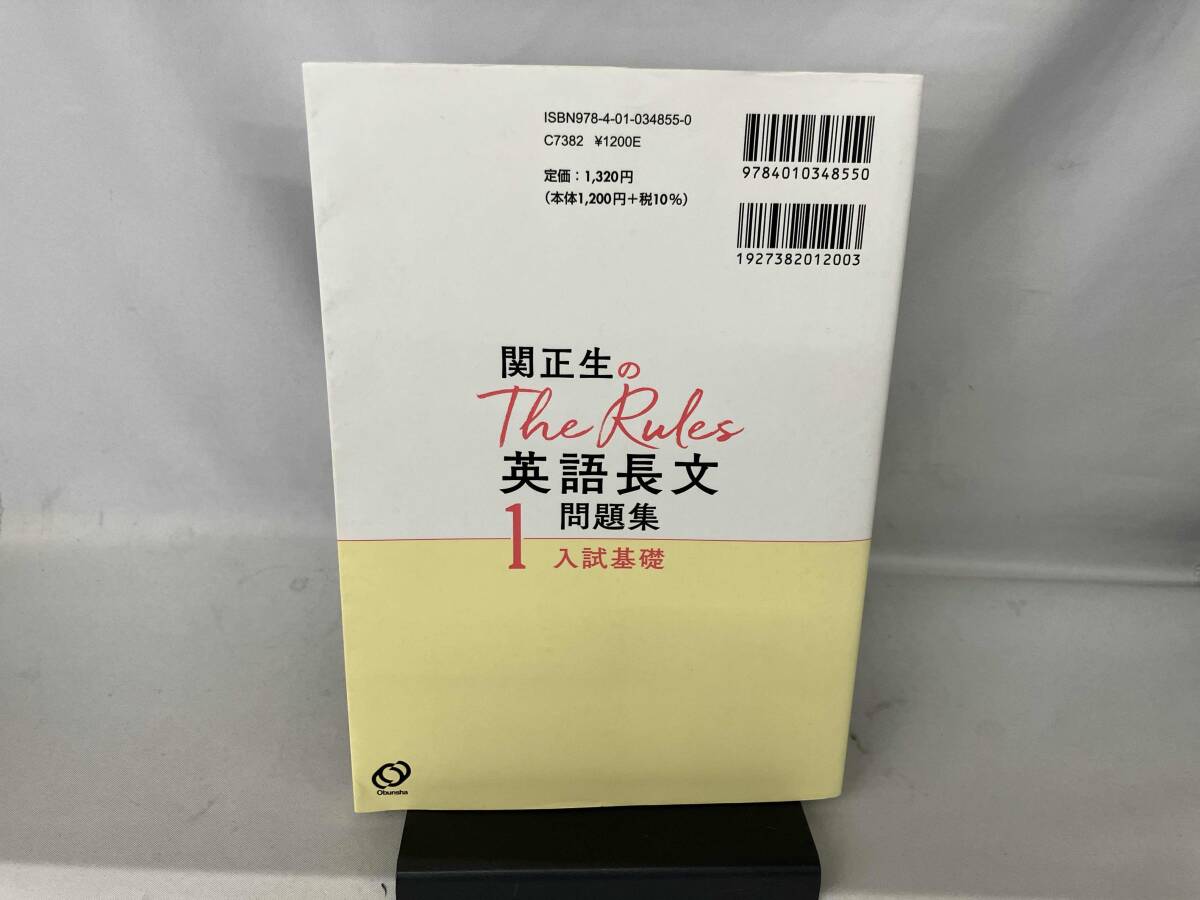 ISBN978-4-01-034855-0
C7382 ¥1200E
定価：1,320円
（本体1,200円＋税10％）
9784010348550
1927382012003
関正生の
The Rules
英語長文
問題集
1 入試基礎
Obunsha